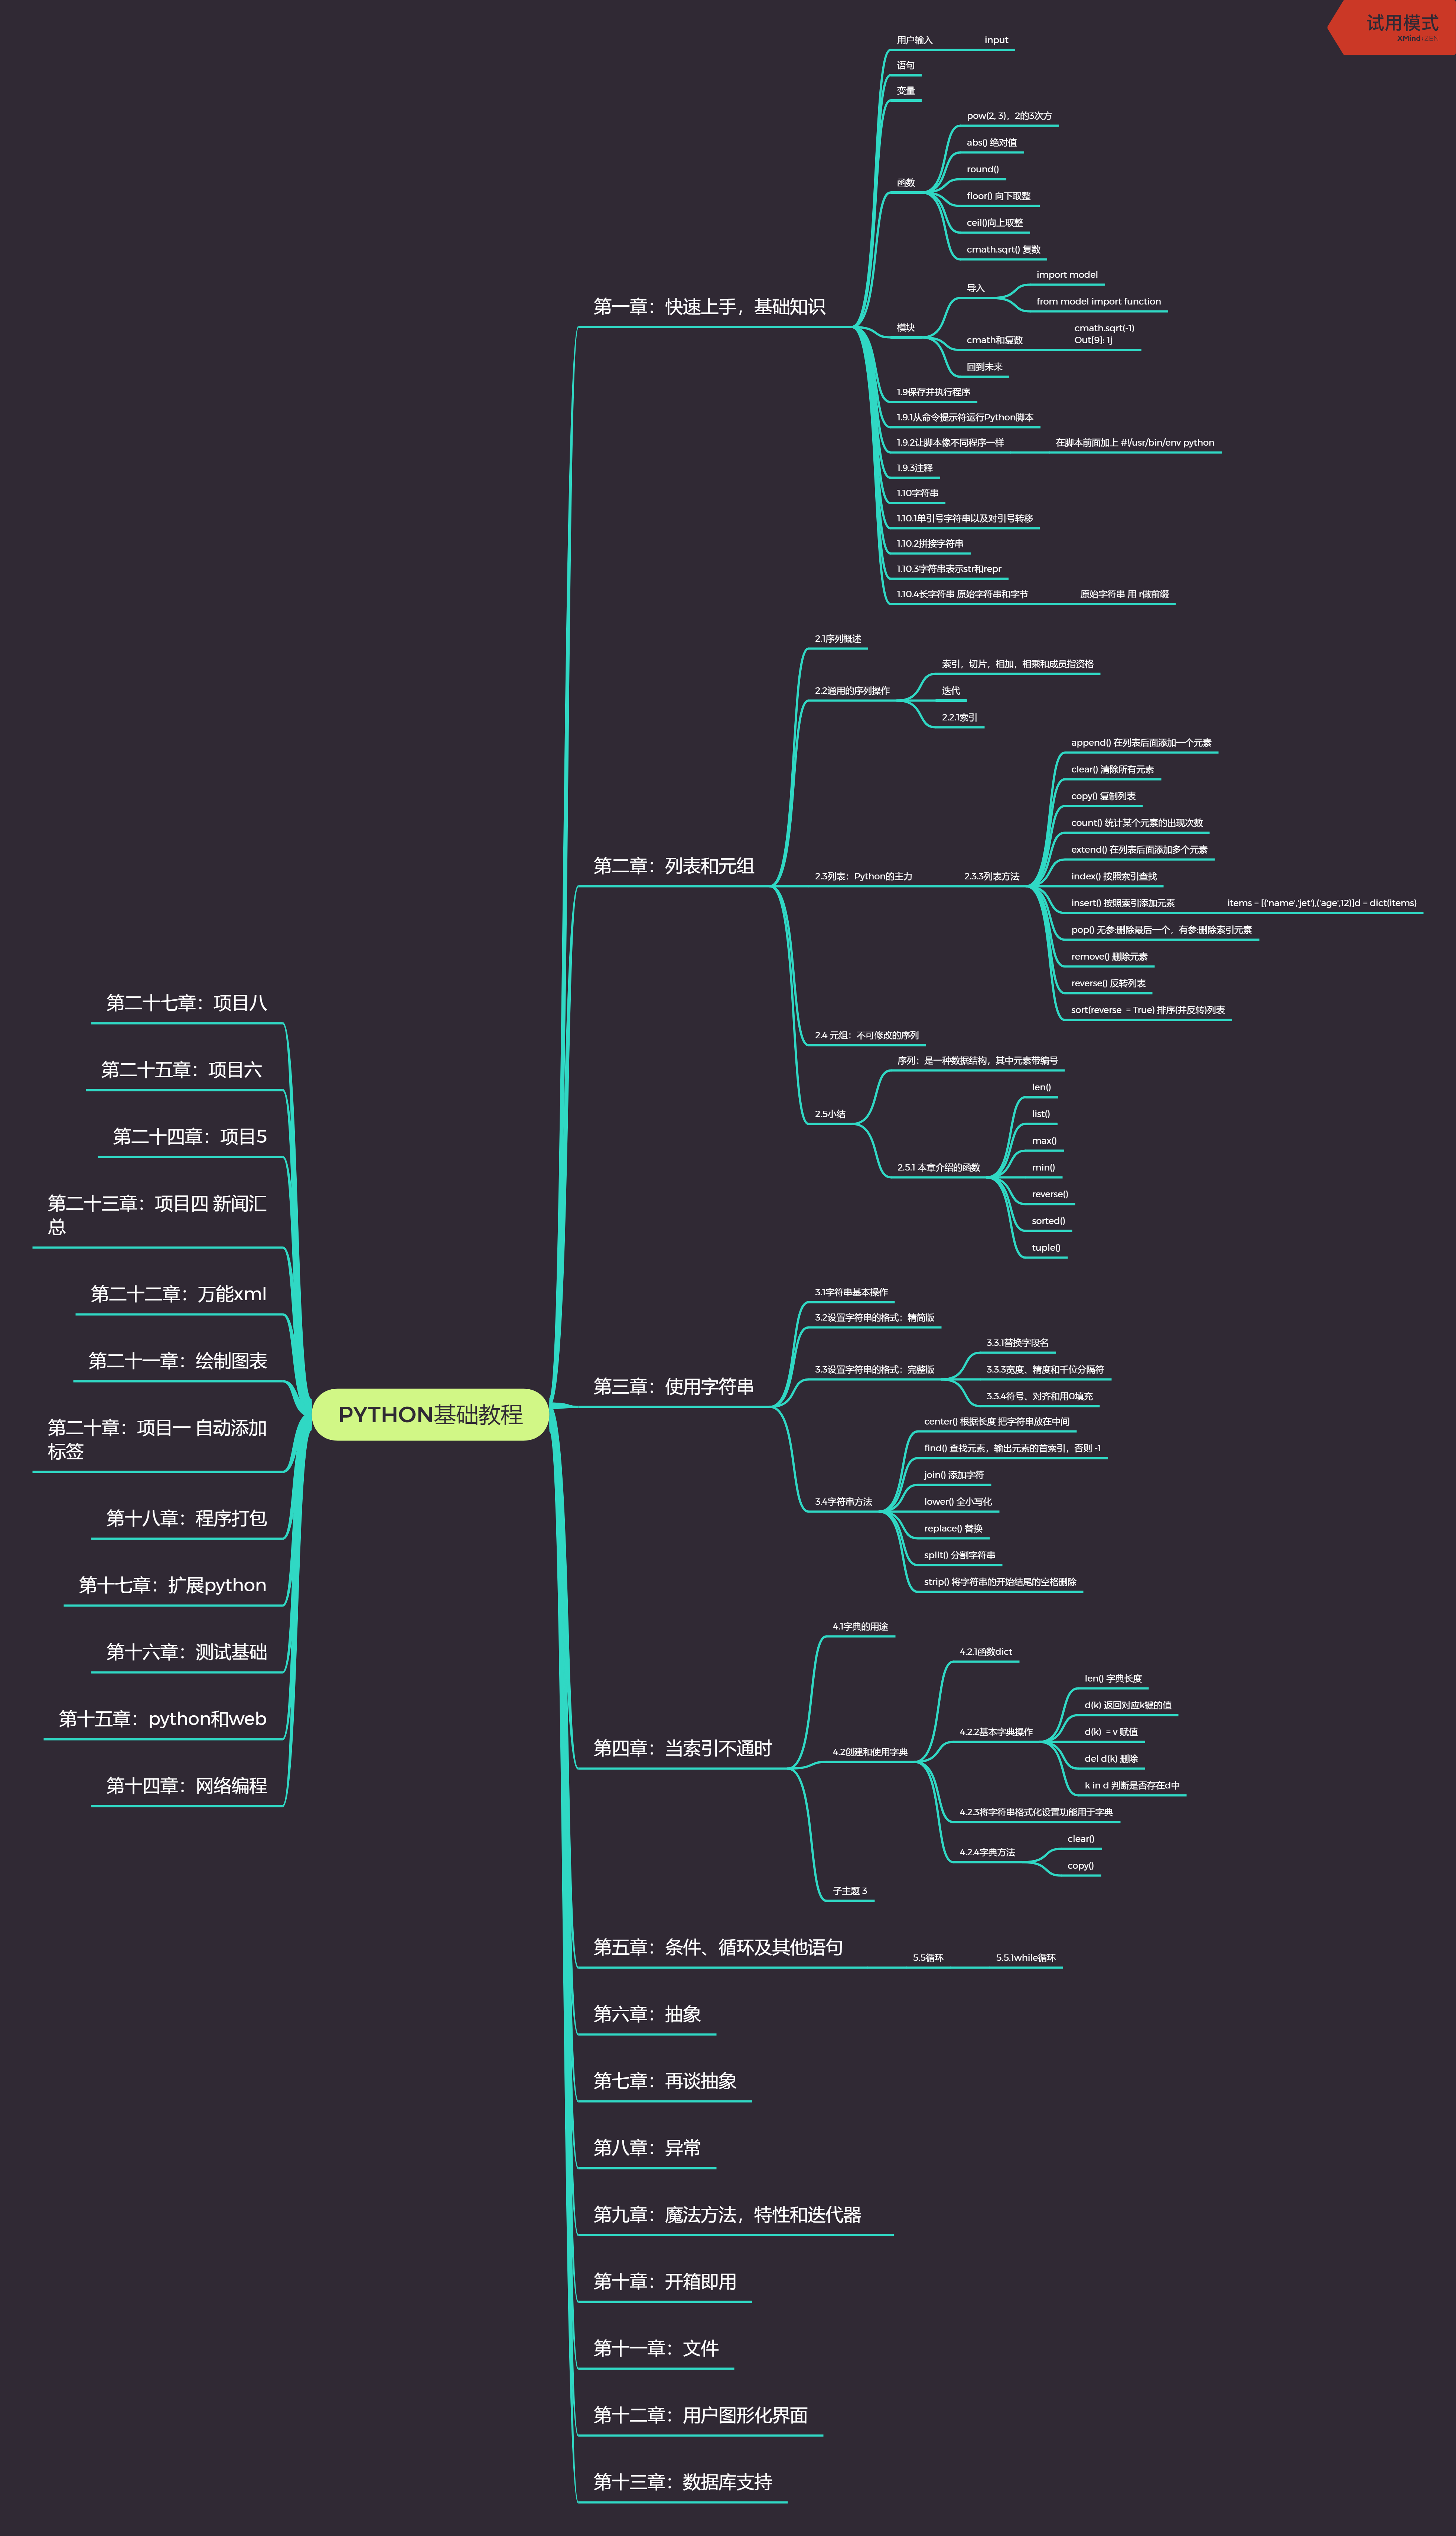 试用模式
XMind:ZEN
用户输入
input
语句
变量
函数
pow(2, 3)，2的3次方
abs() 绝对值
round()
floor() 向下取整
ceil()向上取整
cmath.sqrt() 复数
第一章：快速上手，基础知识
模块
导入
import model
from model import function
cmath和复数
cmath.sqrt(-1)
Out[9]: 1j
回到未来
1.9保存并执行程序
1.9.1从命令提示符运行Python脚本
1.9.2让脚本像不同程序一样
在脚本前面加上 #!/usr/bin/env python
1.9.3注释
1.10字符串
1.10.1单引号字符串以及对引号转移
1.10.2拼接字符串
1.10.3字符串表示str和repr
1.10.4长字符串 原始字符串和字节
原始字符串 用 r做前缀
第二章：列表和元组
2.1序列概述
2.2通用的序列操作
索引，切片，相加，相乘和成员指资格
迭代
2.2.1索引
2.3列表：Python的主力
2.3.3列表方法
append() 在列表后面添加一个元素
clear() 清除所有元素
copy() 复制列表
count() 统计某个元素的出现次数
extend() 在列表后面添加多个元素
index() 按照索引查找
insert() 按照索引添加元素
items = [('name','jet'),('age',12)]d = dict(items)
pop() 无参:删除最后一个，有参:删除索引元素
remove() 删除元素
reverse() 反转列表
sort(reverse  = True) 排序(并反转)列表
2.4 元组：不可修改的序列
2.5小结
序列：是一种数据结构，其中元素带编号
2.5.1 本章介绍的函数
len()
list()
max()
min()
reverse()
sorted()
tuple()
第三章：使用字符串
3.1字符串基本操作
3.2设置字符串的格式：精简版
3.3设置字符串的格式：完整版
3.3.1替换字段名
3.3.3宽度、精度和千位分隔符
3.3.4符号、对齐和用0填充
3.4字符串方法
center() 根据长度 把字符串放在中间
find() 查找元素，输出元素的首索引，否则 -1
join() 添加字符
lower() 全小写化
replace() 替换
split() 分割字符串
strip() 将字符串的开始结尾的空格删除
第四章：当索引不通时
4.1字典的用途
4.2创建和使用字典
4.2.1函数dict
4.2.2基本字典操作
len() 字典长度
d(k) 返回对应k键的值
d(k)  = v 赋值
del d(k) 删除
k in d 判断是否存在d中
4.2.3将字符串格式化设置功能用于字典
4.2.4字典方法
clear()
copy()
子主题 3
第五章：条件、循环及其他语句
5.5循环
5.5.1while循环
第六章：抽象
第七章：再谈抽象
第八章：异常
第九章：魔法方法，特性和迭代器
第十章：开箱即用
第十一章：文件
第十二章：用户图形化界面
第十三章：数据库支持
PYTHON基础教程
第二十七章：项目八
第二十五章：项目六
第二十四章：项目5
第二十三章：项目四 新闻汇
总
第二十二章：万能xml
第二十一章：绘制图表
第二十章：项目一 自动添加
标签
第十八章：程序打包
第十七章：扩展python
第十六章：测试基础
第十五章：python和web
第十四章：网络编程